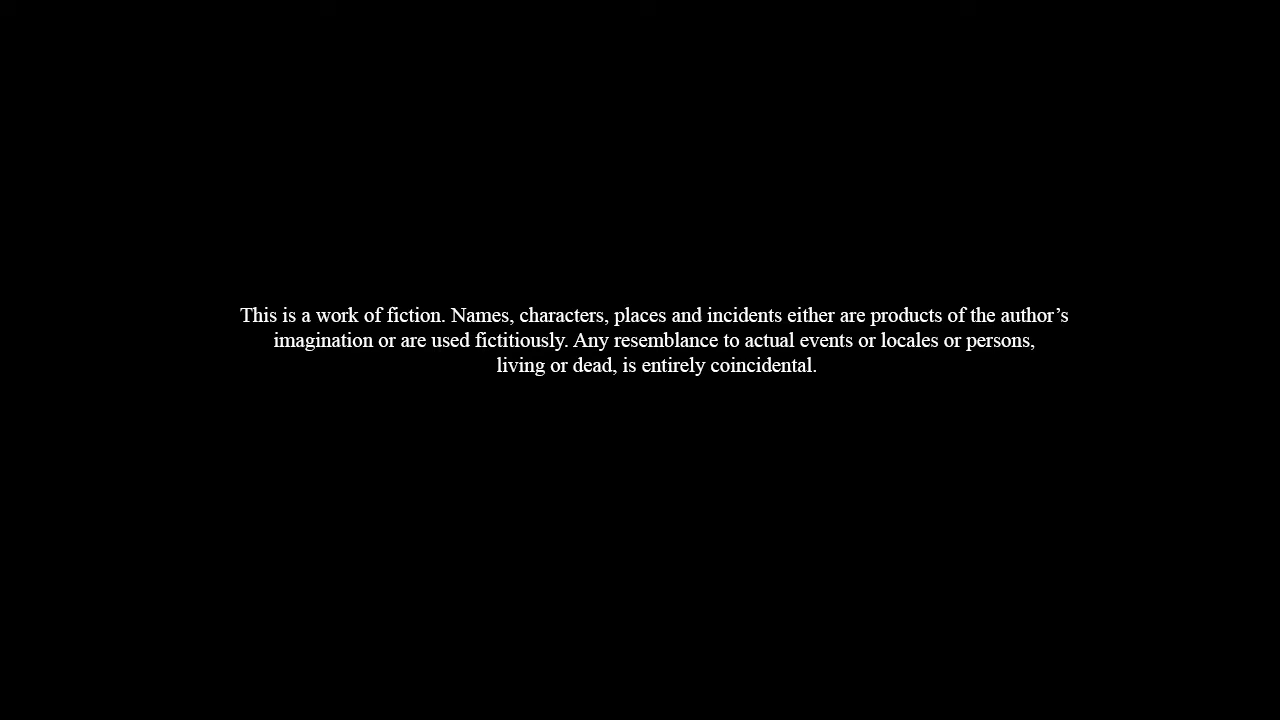 This is a work of fiction. Names, characters, places and incidents either are products of the author’s
imagination or are used fictitiously. Any resemblance to actual events or locales or persons,
living or dead, is entirely coincidental.